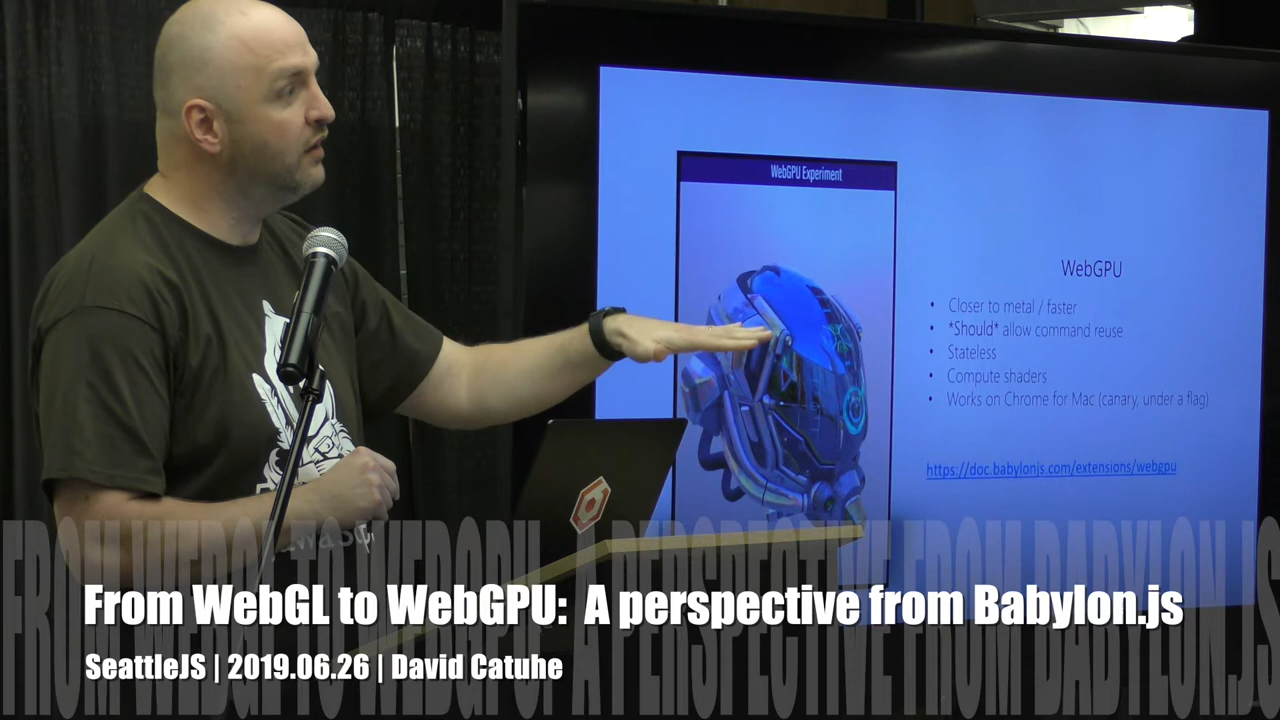 WebGPU Experiment
WebGPU
• Closer to metal / faster
• *Should* allow command reuse
• Stateless
• Compute shaders
• Works on Chrome for Mac (canary, under a flag)
https://doc.babylonjs.com/extensions/webgpu
FROM WEBGL TO WEBGPU: A PERSPECTIVE FROM BABYLON.JS
From WebGL to WebGPU: A perspective from Babylon.js
SeattleJS | 2019.06.26 | David Catuhe